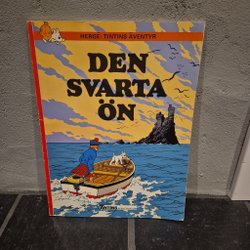 HERGÉ: TINTINS ÄVENTYR
DEN
SVARTA
ÖN